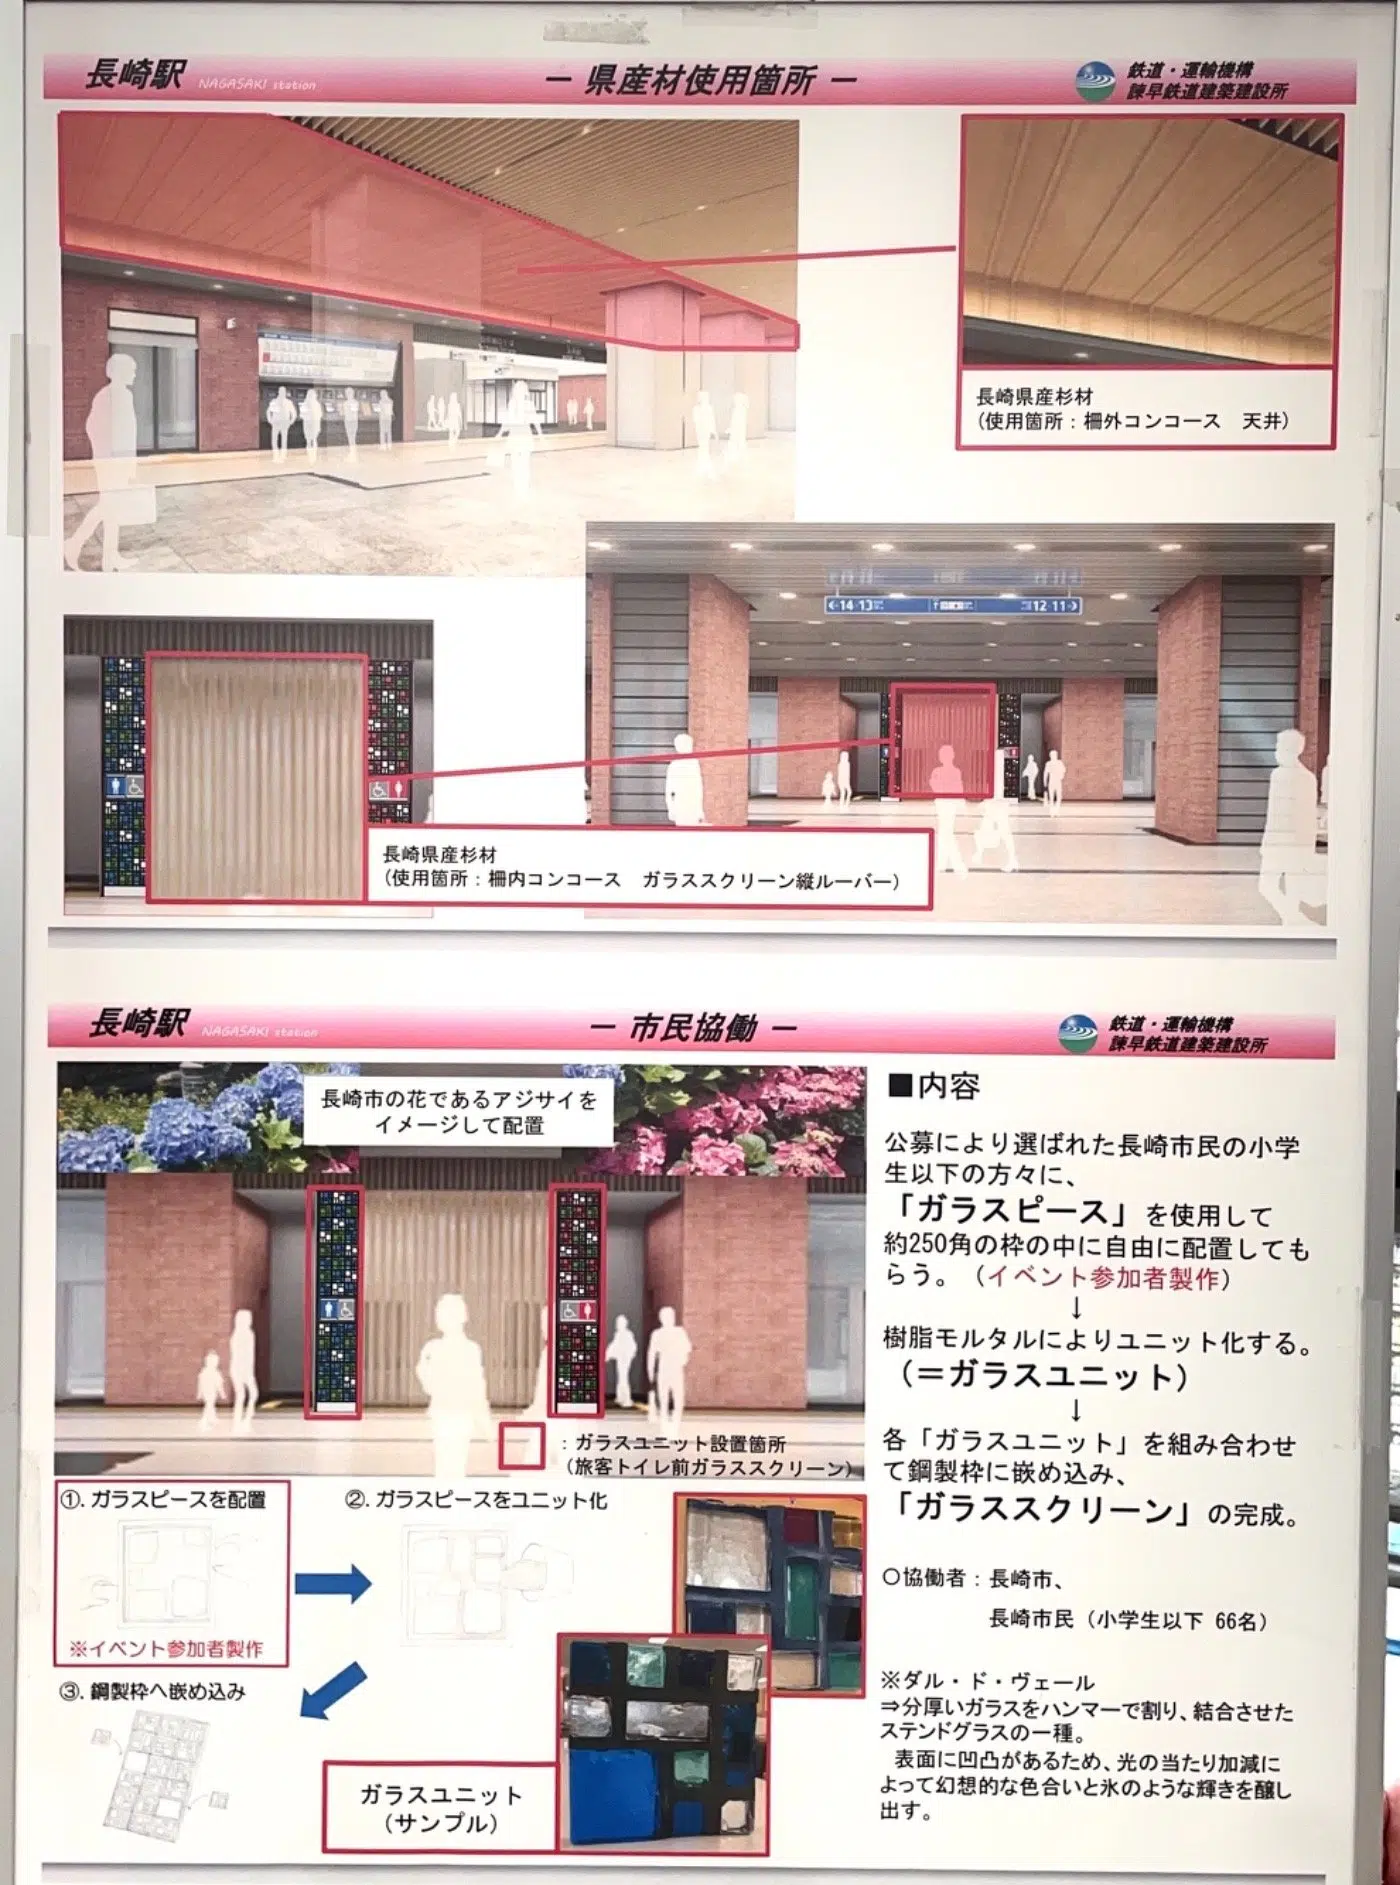 長崎駅 NAGASAKI station
― 県産材使用箇所 ―
鉄道・運輸機構
諫早鉄道建築建設所
長崎県産杉材
(使用箇所：柵外コンコース　天井)
←14・13
12・11→
長崎県産杉材
(使用箇所：柵内コンコース　ガラススクリーン縦ルーバー)
長崎駅 NAGASAKI station
― 市民協働 ―
鉄道・運輸機構
諫早鉄道建築建設所
長崎市の花であるアジサイを
イメージして配置
：ガラスユニット設置箇所
(旅客トイレ前ガラススクリーン)
①. ガラスピースを配置
※イベント参加者製作
②. ガラスピースをユニット化
③. 鋼製枠へ嵌め込み
ガラスユニット
(サンプル)
■内容
公募により選ばれた長崎市民の小学
生以下の方々に、
「ガラスピース」を使用して
約250角の枠の中に自由に配置しても
らう。（イベント参加者製作）
↓
樹脂モルタルによりユニット化する。
（＝ガラスユニット）
↓
各「ガラスユニット」を組み合わせ
て鋼製枠に嵌め込み、
「ガラススクリーン」の完成。
○協働者：長崎市、
長崎市民（小学生以下 66名）
※ダル・ド・ヴェール
⇒分厚いガラスをハンマーで割り、結合させた
ステンドグラスの一種。
表面に凹凸があるため、光の当たり加減に
よって幻想的な色合いと氷のような輝きを醸し
出す。